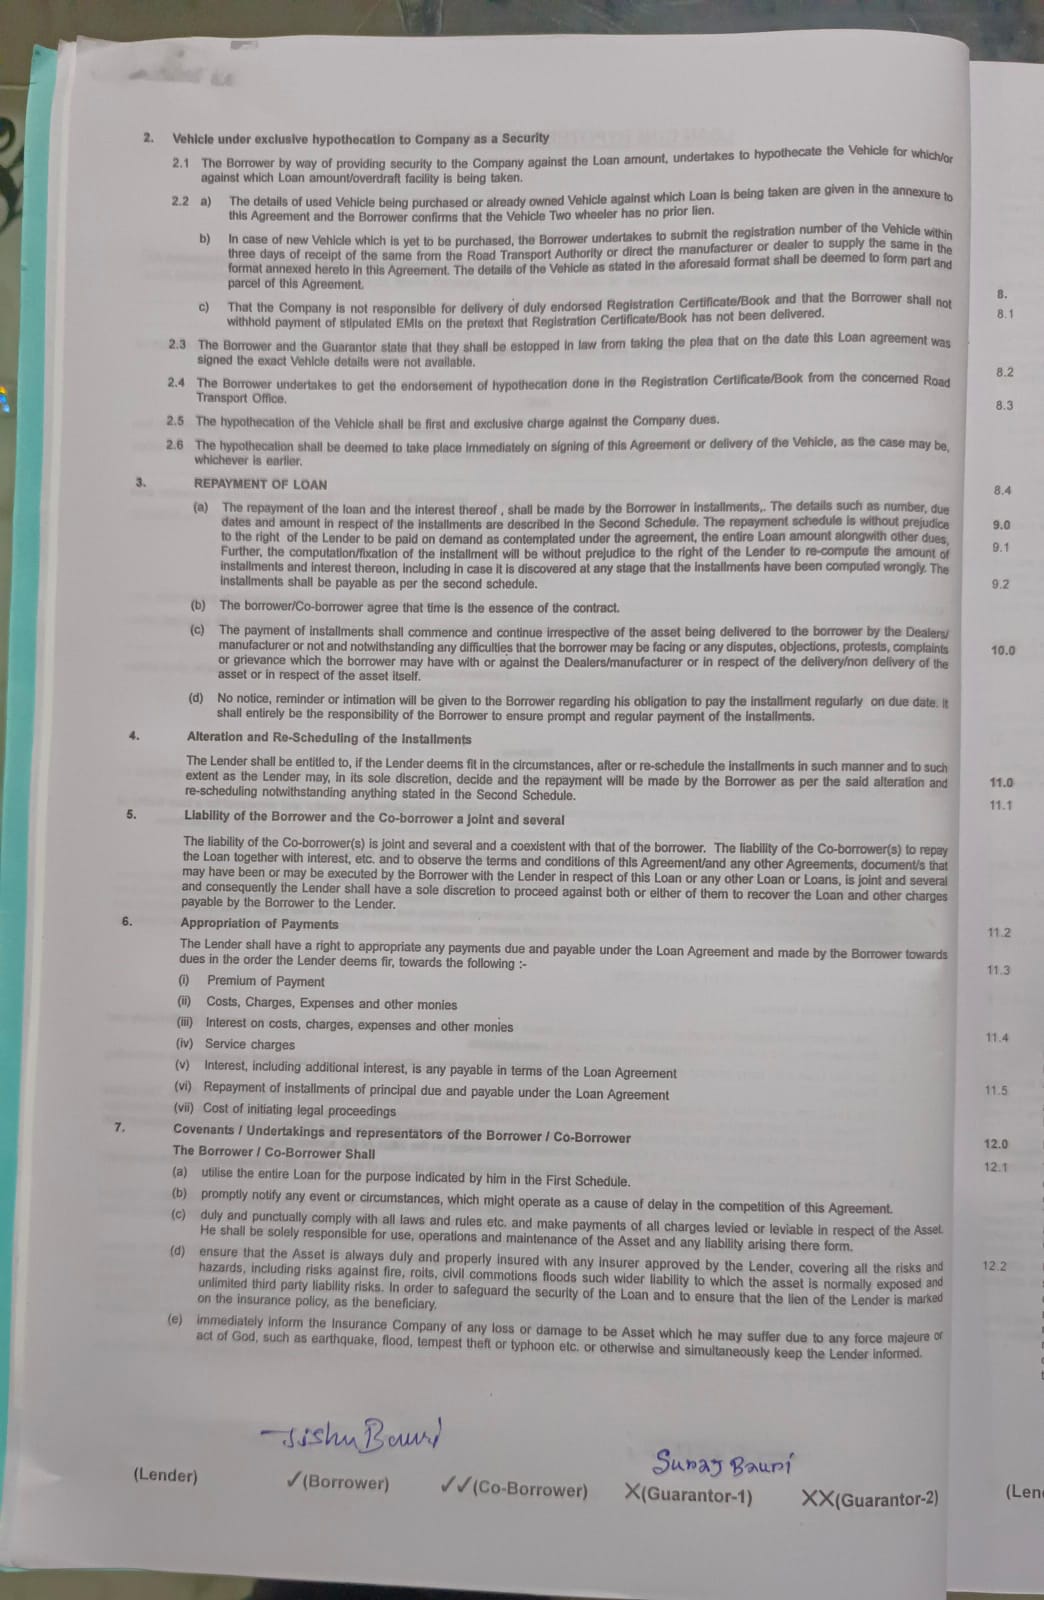 2. Vehicle under exclusive hypothecation to Company as a Security
2.1 The Borrower by way of providing security to the Company against the Loan amount, undertakes to hypothecate the Vehicle for which/or
against which Loan amount/overdraft facility is being taken.
2.2 a) The details of used Vehicle being purchased or already owned Vehicle against which Loan is being taken are given in the annexure to
this Agreement and the Borrower confirms that the Vehicle Two wheeler has no prior lien.
b) In case of new Vehicle which is yet to be purchased, the Borrower undertakes to submit the registration number of the Vehicle within
three days of receipt of the same from the Road Transport Authority or direct the manufacturer or dealer to supply the same in the
format annexed hereto in this Agreement. The details of the Vehicle as stated in the aforesaid format shall be deemed to form part and
parcel of this Agreement.
c) That the Company is not responsible for delivery of duly endorsed Registration Certificate/Book and that the Borrower shall not
withhold payment of stipulated EMIs on the pretext that Registration Certificate/Book has not been delivered.
2.3 The Borrower and the Guarantor state that they shall be estopped in law from taking the plea that on the date this Loan agreement was
signed the exact Vehicle details were not available.
2.4 The Borrower undertakes to get the endorsement of hypothecation done in the Registration Certificate/Book from the concerned Road
Transport Office.
2.5 The hypothecation of the Vehicle shall be first and exclusive charge against the Company dues.
2.6 The hypothecation shall be deemed to take place immediately on signing of this Agreement or delivery of the Vehicle, as the case may be,
whichever is earlier.
3. REPAYMENT OF LOAN
(a) The repayment of the loan and the interest thereof , shall be made by the Borrower in installments,. The details such as number, due
dates and amount in respect of the installments are described in the Second Schedule. The repayment schedule is without prejudice
to the right of the Lender to be paid on demand as contemplated under the agreement, the entire Loan amount alongwith other dues,
Further, the computation/fixation of the installment will be without prejudice to the right of the Lender to re-compute the amount of
installments and interest thereon, including in case it is discovered at any stage that the installments have been computed wrongly. The
installments shall be payable as per the second schedule.
(b) The borrower/Co-borrower agree that time is the essence of the contract.
(c) The payment of installments shall commence and continue irrespective of the asset being delivered to the borrower by the Dealers/
manufacturer or not and notwithstanding any difficulties that the borrower may be facing or any disputes, objections, protests, complaints
or grievance which the borrower may have with or against the Dealers/manufacturer or in respect of the delivery/non delivery of the
asset or in respect of the asset itself.
(d) No notice, reminder or intimation will be given to the Borrower regarding his obligation to pay the installment regularly on due date. It
shall entirely be the responsibility of the Borrower to ensure prompt and regular payment of the installments.
4. Alteration and Re-Scheduling of the Installments
The Lender shall be entitled to, if the Lender deems fit in the circumstances, after or re-schedule the installments in such manner and to such
extent as the Lender may, in its sole discretion, decide and the repayment will be made by the Borrower as per the said alteration and
re-scheduling notwithstanding anything stated in the Second Schedule.
5. Liability of the Borrower and the Co-borrower a joint and several
The liability of the Co-borrower(s) is joint and several and a coexistent with that of the borrower. The liability of the Co-borrower(s) to repay
the Loan together with interest, etc. and to observe the terms and conditions of this Agreement/and any other Agreements, document/s that
may have been or may be executed by the Borrower with the Lender in respect of this Loan or any other Loan or Loans, is joint and several
and consequently the Lender shall have a sole discretion to proceed against both or either of them to recover the Loan and other charges
payable by the Borrower to the Lender.
6. Appropriation of Payments
The Lender shall have a right to appropriate any payments due and payable under the Loan Agreement and made by the Borrower towards
dues in the order the Lender deems fir, towards the following :-
(i) Premium of Payment
(ii) Costs, Charges, Expenses and other monies
(iii) Interest on costs, charges, expenses and other monies
(iv) Service charges
(v) Interest, including additional interest, is any payable in terms of the Loan Agreement
(vi) Repayment of installments of principal due and payable under the Loan Agreement
(vii) Cost of initiating legal proceedings
7. Covenants / Undertakings and representators of the Borrower / Co-Borrower
The Borrower / Co-Borrower Shall
(a) utilise the entire Loan for the purpose indicated by him in the First Schedule.
(b) promptly notify any event or circumstances, which might operate as a cause of delay in the competition of this Agreement.
(c) duly and punctually comply with all laws and rules etc. and make payments of all charges levied or leviable in respect of the Asset.
He shall be solely responsible for use, operations and maintenance of the Asset and any liability arising there form.
(d) ensure that the Asset is always duly and properly insured with any insurer approved by the Lender, covering all the risks and
hazards, including risks against fire, roits, civil commotions floods such wider liability to which the asset is normally exposed and
unlimited third party liability risks. In order to safeguard the security of the Loan and to ensure that the lien of the Lender is marked
on the insurance policy, as the beneficiary.
(e) immediately inform the Insurance Company of any loss or damage to be Asset which he may suffer due to any force majeure or
act of God, such as earthquake, flood, tempest theft or typhoon etc. or otherwise and simultaneously keep the Lender informed.
Jishu Bauri
Suraj Bauri
(Lender) ✓(Borrower) ✓✓(Co-Borrower) X(Guarantor-1) XX(Guarantor-2)
8.
8.1
8.2
8.3
8.4
9.0
9.1
9.2
10.0
11.0
11.1
11.2
11.3
11.4
11.5
12.0
12.1
12.2
(Len